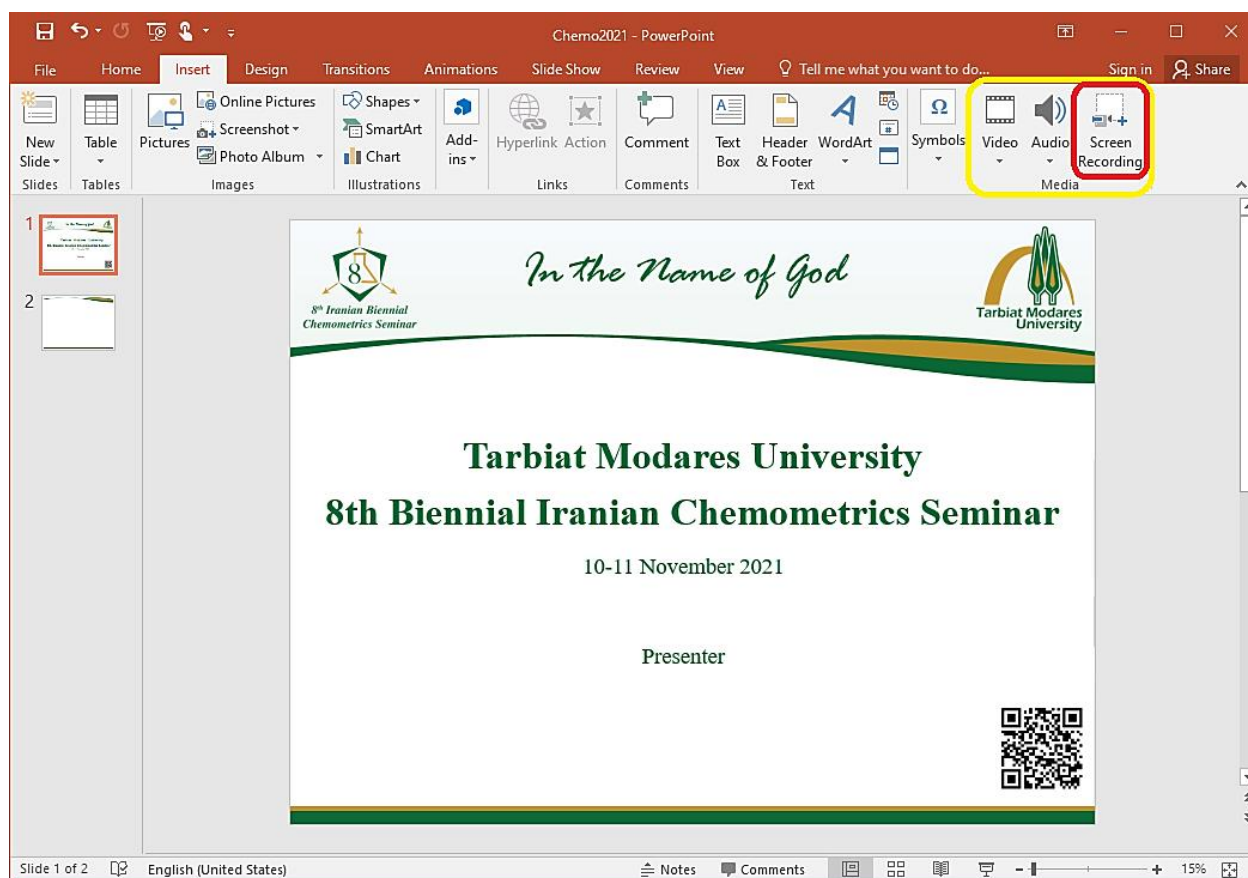 Chemo2021 - PowerPoint
File Home Insert Design Transitions Animations Slide Show Review View Tell me what you want to do... Sign in Share
New Slide
Table
Pictures
Online Pictures
Screenshot
Photo Album
Shapes
SmartArt
Chart
Add-ins
Hyperlink
Action
Comment
Text Box
Header & Footer
WordArt
Symbols
Video
Audio
Screen Recording
Slides Tables Images Illustrations Links Comments Text Media
1
2
8
8th Iranian Biennial
Chemometrics Seminar
In the Name of God
Tarbiat Modares
University
Tarbiat Modares University
8th Biennial Iranian Chemometrics Seminar
10-11 November 2021
Presenter
Slide 1 of 2 English (United States) Notes Comments 15%